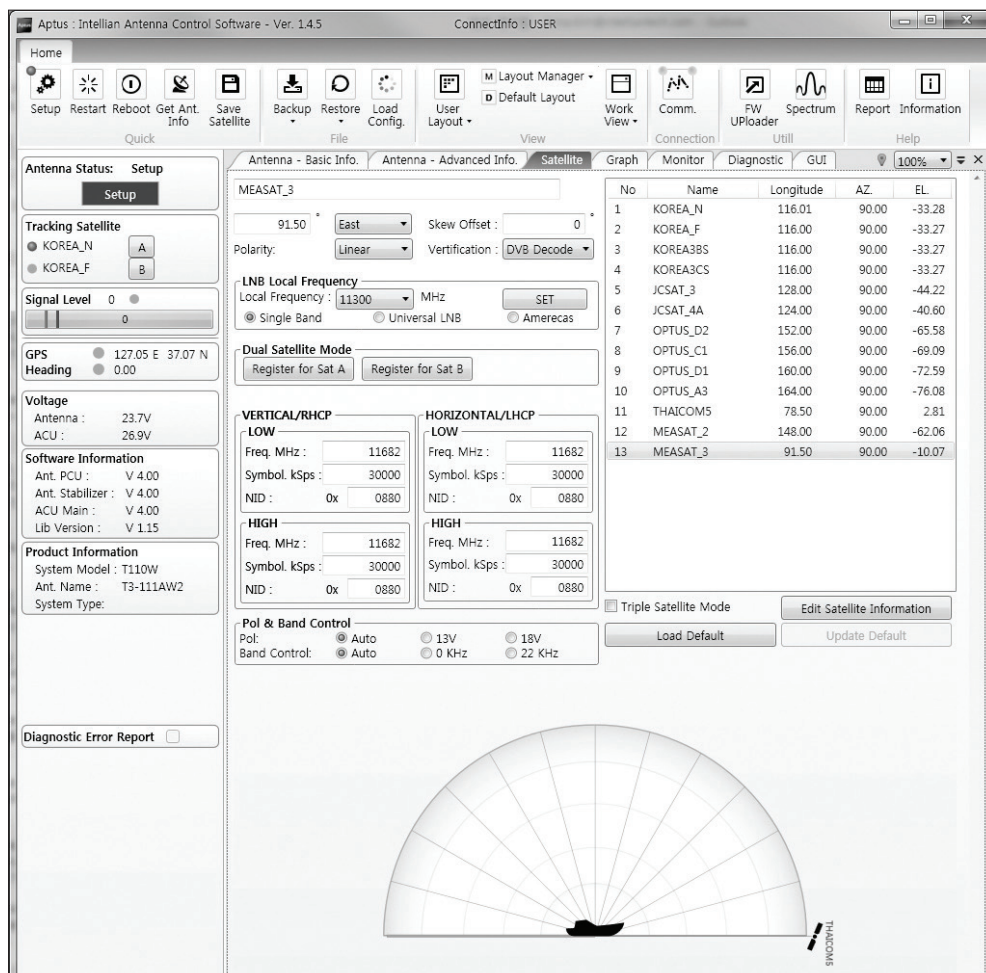 Aptus : Intellian Antenna Control Software - Ver. 1.4.5 ConnectInfo : USER
Home
Setup Restart Reboot Get Ant. Info Save Satellite
Quick
Backup Restore Load Config.
File
User Layout M Layout Manager D Default Layout Work View
View
Comm.
Connection
FW UPloader Spectrum
Utill
Report Information
Help
Antenna Status: Setup
Setup
Tracking Satellite
KOREA_N A
KOREA_F B
Signal Level 0
0
GPS 127.05 E 37.07 N
Heading 0.00
Voltage
Antenna : 23.7V
ACU : 26.9V
Software Information
Ant. PCU : V 4.00
Ant. Stabilizer : V 4.00
ACU Main : V 4.00
Lib Version : V 1.15
Product Information
System Model : T110W
Ant. Name : T3-111AW2
System Type:
Diagnostic Error Report
Antenna - Basic Info. Antenna - Advanced Info. Satellite Graph Monitor Diagnostic GUI 100%
MEASAT_3
91.50 ° East Skew Offset : 0 °
Polarity: Linear Vertification : DVB Decode
LNB Local Frequency
Local Frequency : 11300 MHz SET
Single Band Universal LNB Amerecas
Dual Satellite Mode
Register for Sat A Register for Sat B
VERTICAL/RHCP
LOW
Freq. MHz : 11682
Symbol. kSps : 30000
NID : 0x 0880
HIGH
Freq. MHz : 11682
Symbol. kSps : 30000
NID : 0x 0880
HORIZONTAL/LHCP
LOW
Freq. MHz : 11682
Symbol. kSps : 30000
NID : 0x 0880
HIGH
Freq. MHz : 11682
Symbol. kSps : 30000
NID : 0x 0880
Pol & Band Control
Pol: Auto 13V 18V
Band Control: Auto 0 KHz 22 KHz
No Name Longitude AZ. EL.
1 KOREA_N 116.01 90.00 -33.28
2 KOREA_F 116.00 90.00 -33.27
3 KOREA3BS 116.00 90.00 -33.27
4 KOREA3CS 116.00 90.00 -33.27
5 JCSAT_3 128.00 90.00 -44.22
6 JCSAT_4A 124.00 90.00 -40.60
7 OPTUS_D2 152.00 90.00 -65.58
8 OPTUS_C1 156.00 90.00 -69.09
9 OPTUS_D1 160.00 90.00 -72.59
10 OPTUS_A3 164.00 90.00 -76.08
11 THAICOM5 78.50 90.00 2.81
12 MEASAT_2 148.00 90.00 -62.06
13 MEASAT_3 91.50 90.00 -10.07
Triple Satellite Mode Edit Satellite Information
Load Default Update Default
THAICOM5